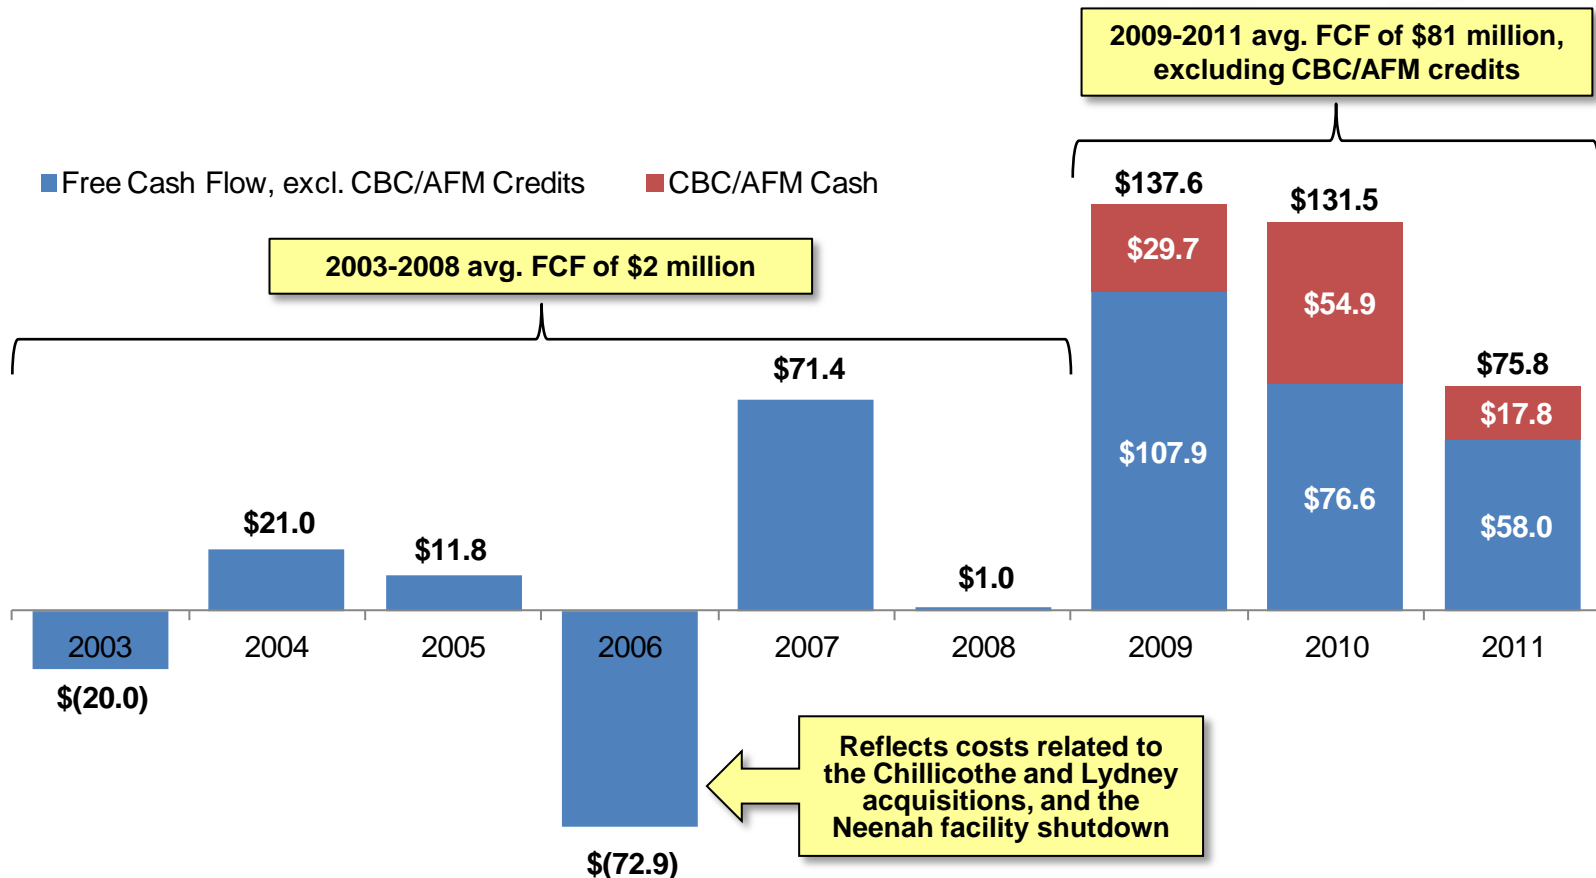 2009-2011 avg. FCF of $81 million,
excluding CBC/AFM credits
Free Cash Flow, excl. CBC/AFM Credits
CBC/AFM Cash
2003-2008 avg. FCF of $2 million
$137.6
$131.5
$29.7
$54.9
$71.4
$75.8
$17.8
$107.9
$76.6
$58.0
$21.0
$11.8
$1.0
2003
2004
2005
2006
2007
2008
2009
2010
2011
$(20.0)
Reflects costs related to
the Chillicothe and Lydney
acquisitions, and the
Neenah facility shutdown
$(72.9)